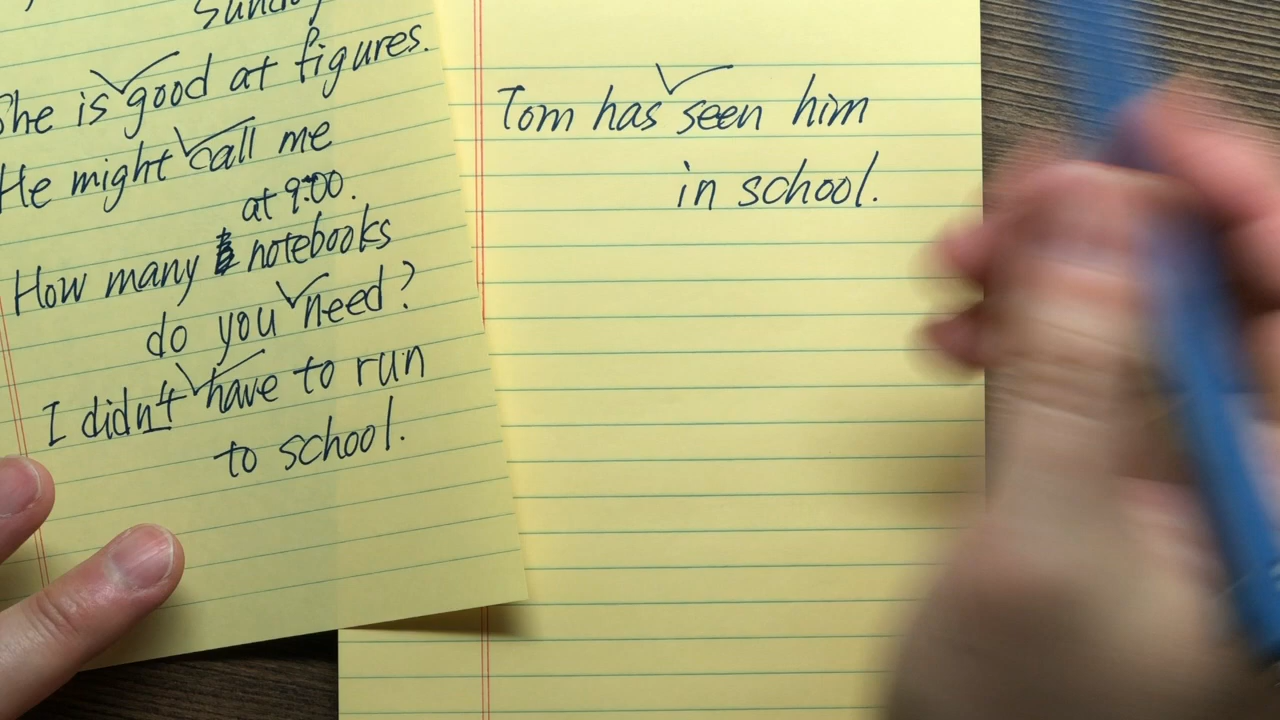 Sunday
She is good at figures.
He might call me
at 9:00.
How many notebooks
do you need?
I didn't have to run
to school.
Tom has seen him
in school.